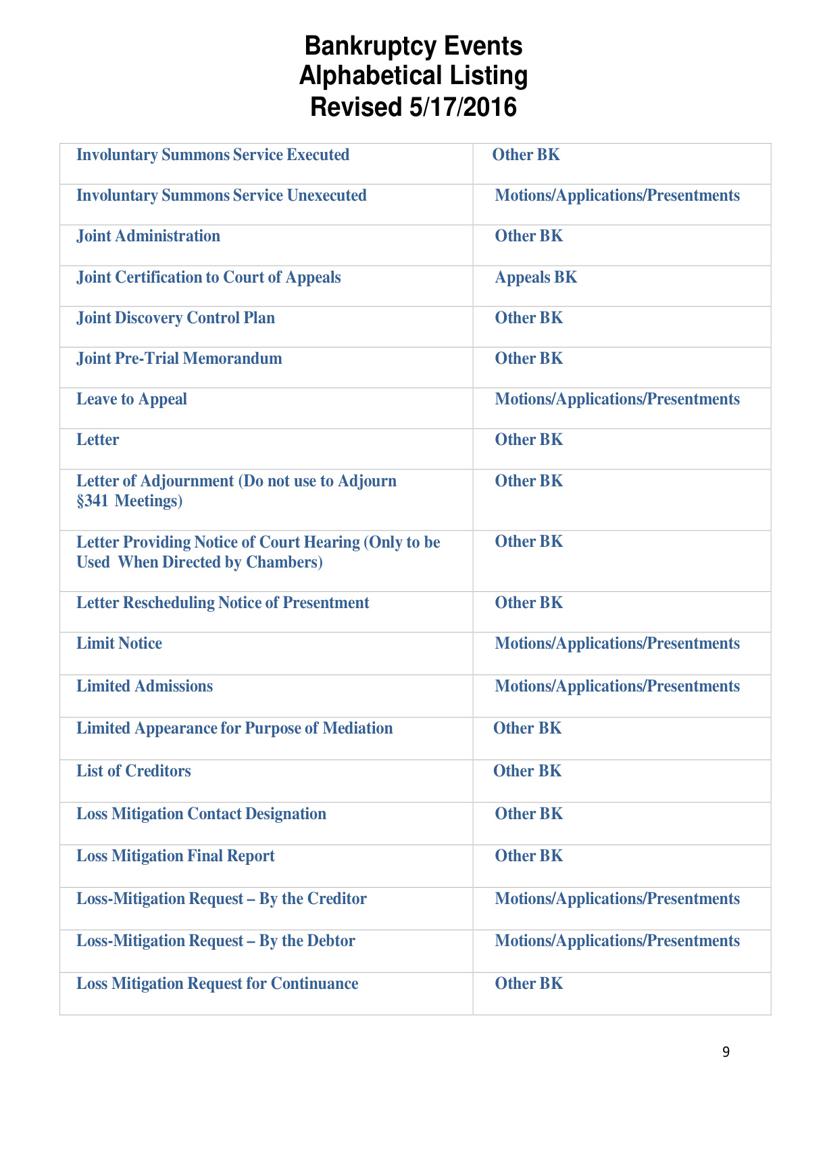 Bankruptcy Events
Alphabetical Listing
Revised 5/17/2016
Involuntary Summons Service Executed Other BK
Involuntary Summons Service Unexecuted Motions/Applications/Presentments
Joint Administration Other BK
Joint Certification to Court of Appeals Appeals BK
Joint Discovery Control Plan Other BK
Joint Pre-Trial Memorandum Other BK
Leave to Appeal Motions/Applications/Presentments
Letter Other BK
Letter of Adjournment (Do not use to Adjourn Other BK
§341 Meetings)
Letter Providing Notice of Court Hearing (Only to be Other BK
Used When Directed by Chambers)
Letter Rescheduling Notice of Presentment Other BK
Limit Notice Motions/Applications/Presentments
Limited Admissions Motions/Applications/Presentments
Limited Appearance for Purpose of Mediation Other BK
List of Creditors Other BK
Loss Mitigation Contact Designation Other BK
Loss Mitigation Final Report Other BK
Loss-Mitigation Request – By the Creditor Motions/Applications/Presentments
Loss-Mitigation Request – By the Debtor Motions/Applications/Presentments
Loss Mitigation Request for Continuance Other BK
9